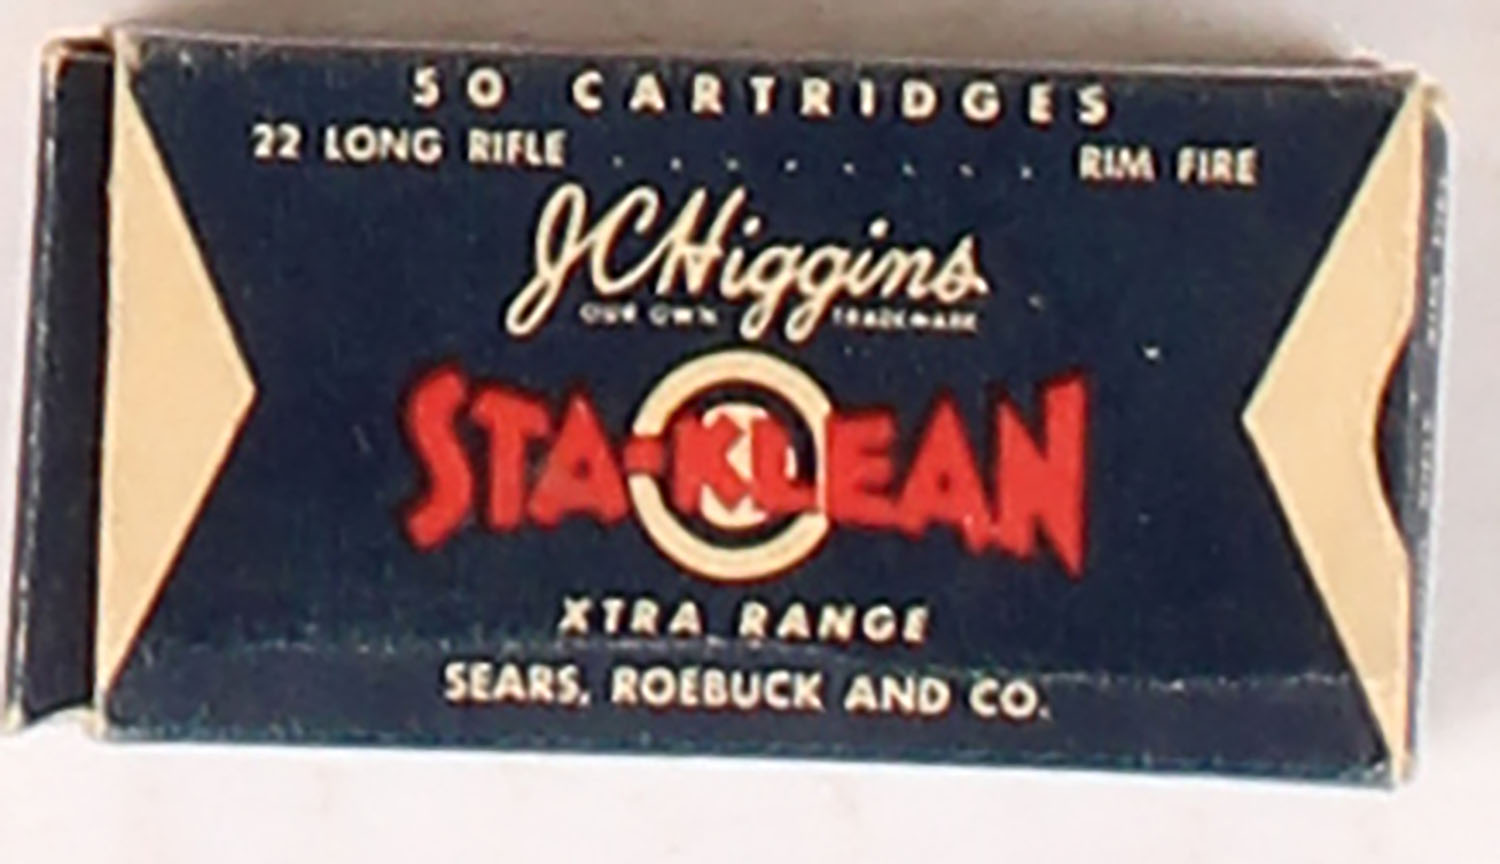 50 CARTRIDGES
22 LONG RIFLE . . . . . . . . RIM FIRE
JC Higgins
OUR OWN TRADEMARK
STA-KLEAN
XTRA RANGE
SEARS, ROEBUCK AND CO.